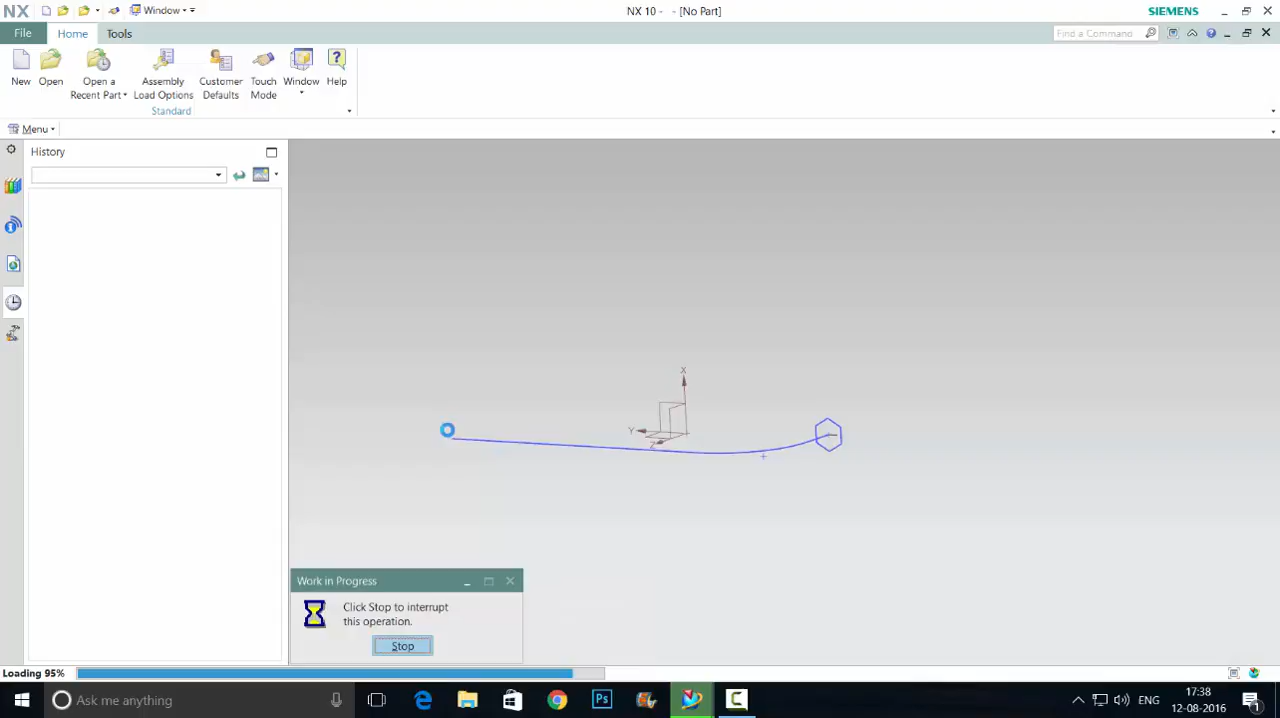 NX Window NX 10 - - [No Part] SIEMENS
File Home Tools Find a Command
New Open Open a Recent Part Assembly Load Options Customer Defaults Touch Mode Window Help
Standard
Menu
History
X
Y
Z
Work in Progress
Click Stop to interrupt
this operation.
Stop
Loading 95%
Ask me anything Ps ENG 17:38
12-08-2016 1